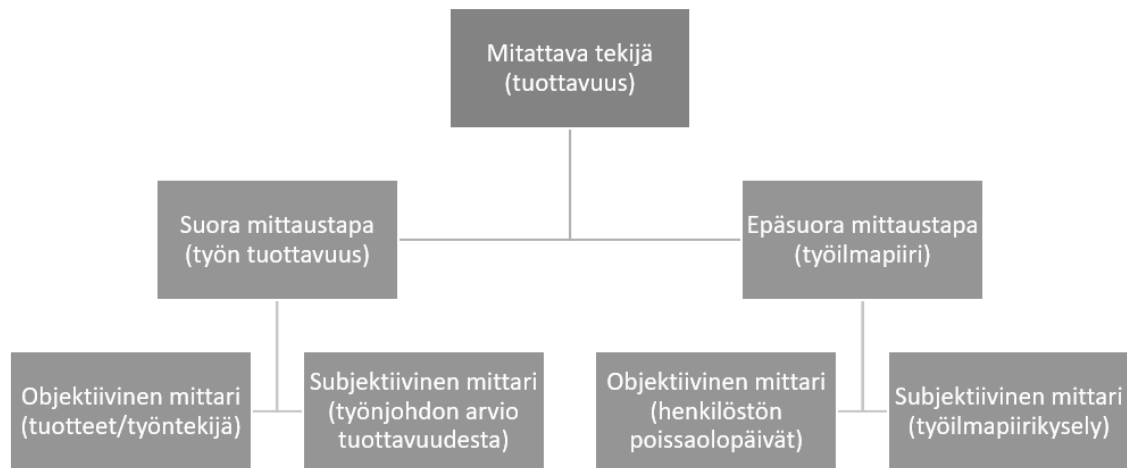 Mitattava tekijä
(tuottavuus)
Suora mittaustapa
(työn tuottavuus)
Epäsuora mittaustapa
(työilmapiiri)
Objektiivinen mittari
(tuotteet/työntekijä)
Subjektiivinen mittari
(työnjohdon arvio
tuottavuudesta)
Objektiivinen mittari
(henkilöstön
poissaolopäivät)
Subjektiivinen mittari
(työilmapiirikysely)